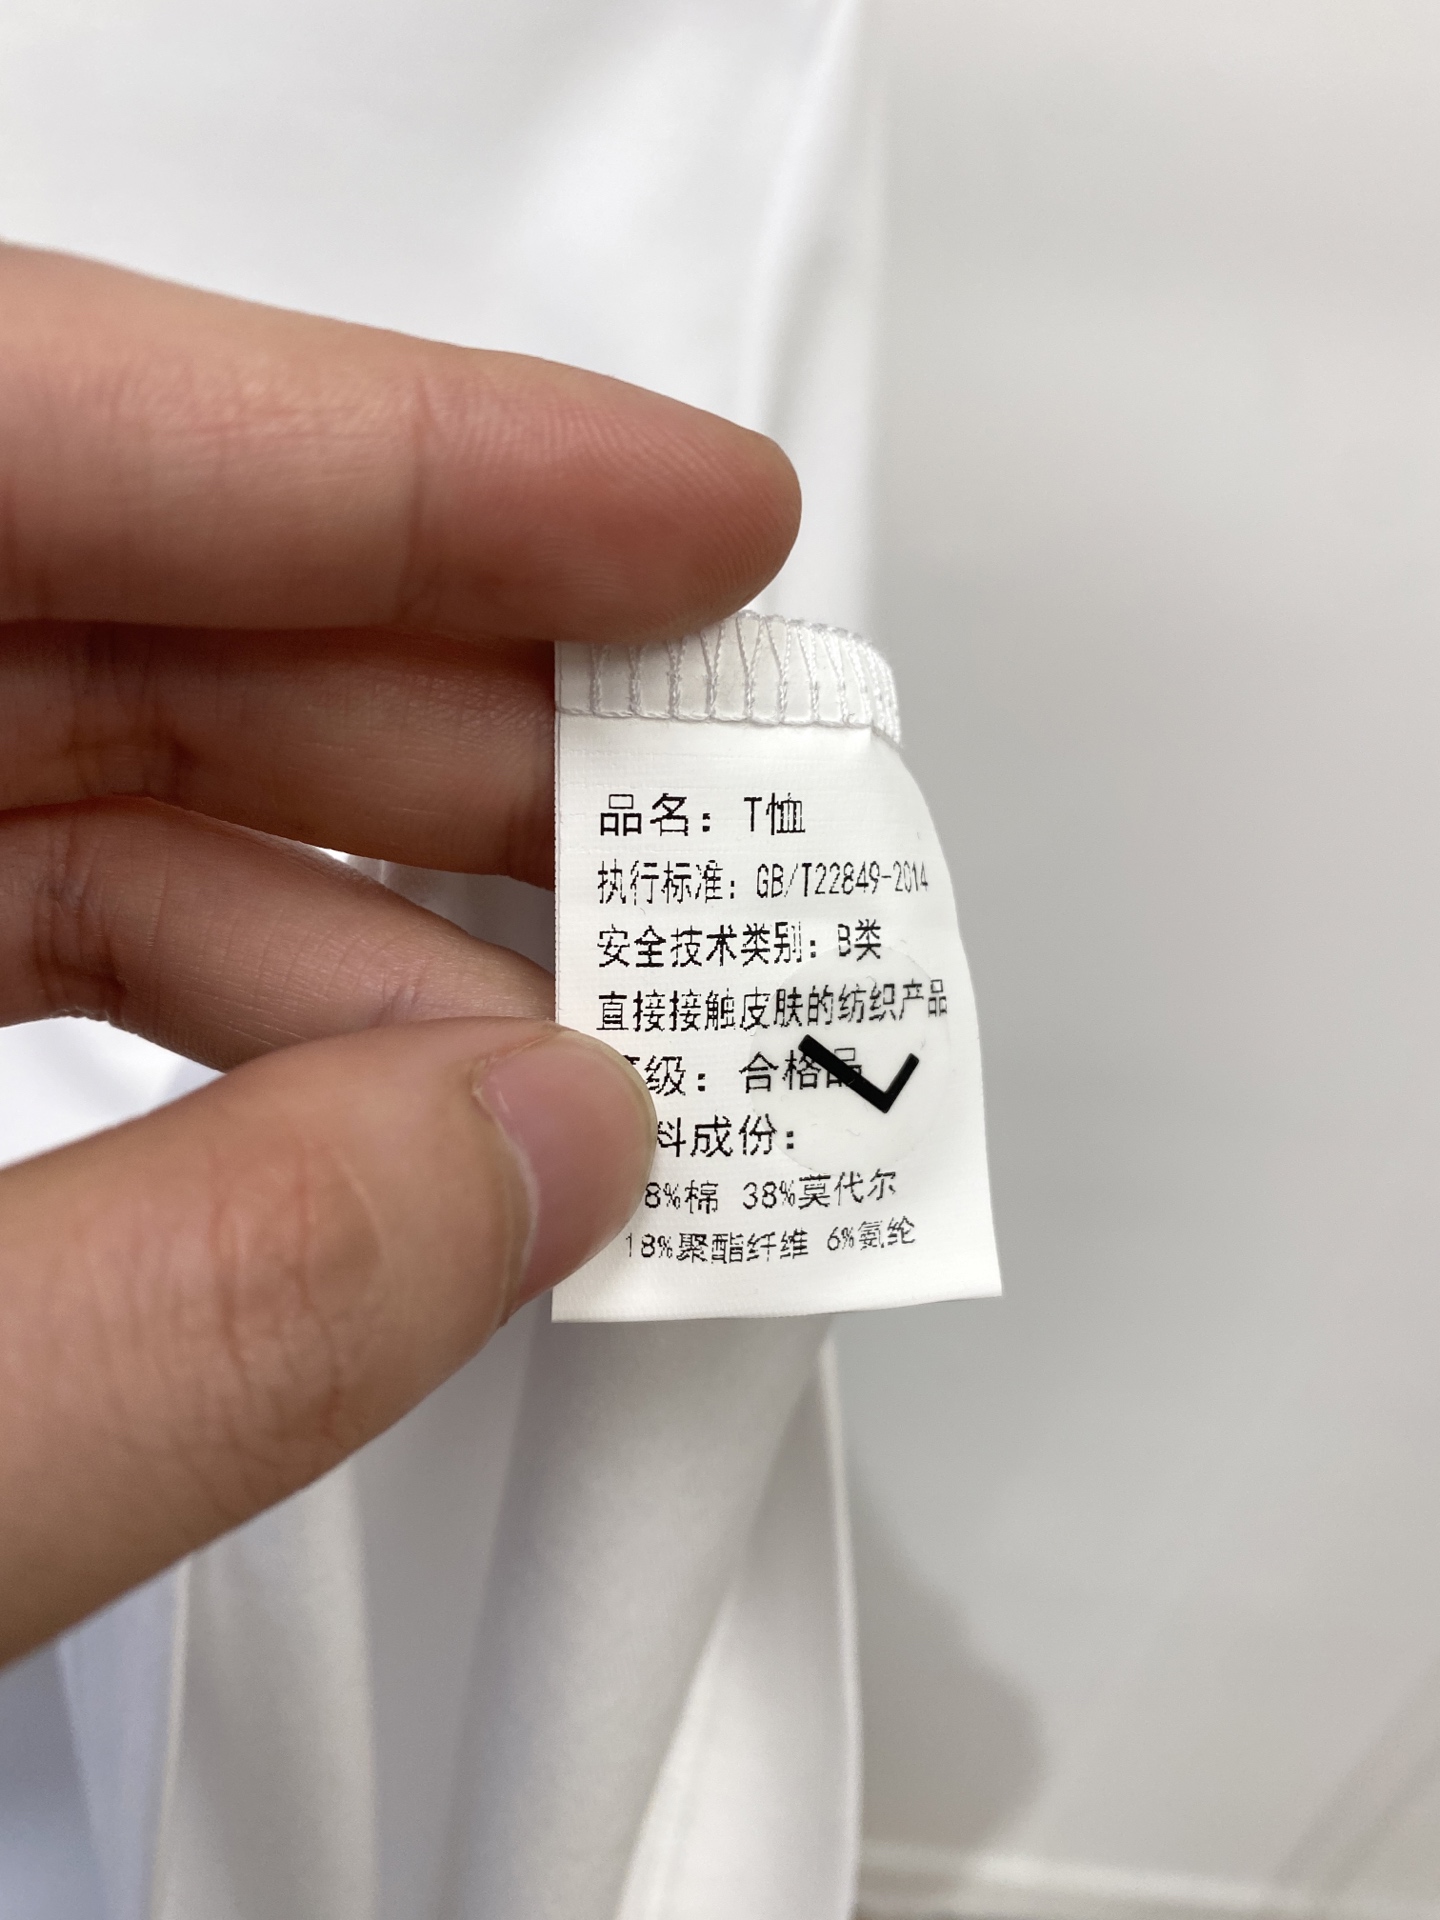 品名：T恤
执行标准：GB/T22849-2014
安全技术类别：B类
直接接触皮肤的纺织产品
级：合格品
料成份：
8%棉 38%莫代尔
18%聚酯纤维 6%氨纶